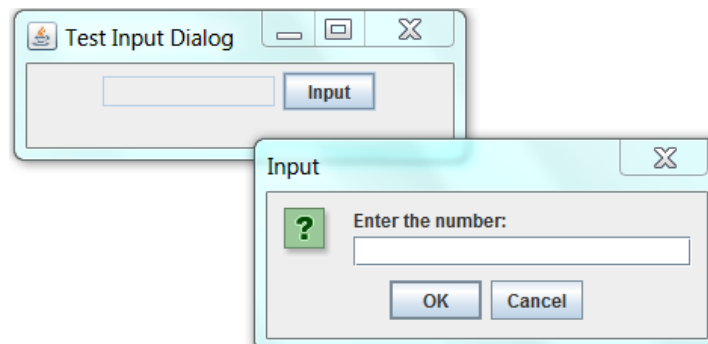 Test Input Dialog
Input
Input
?
Enter the number:
OK Cancel